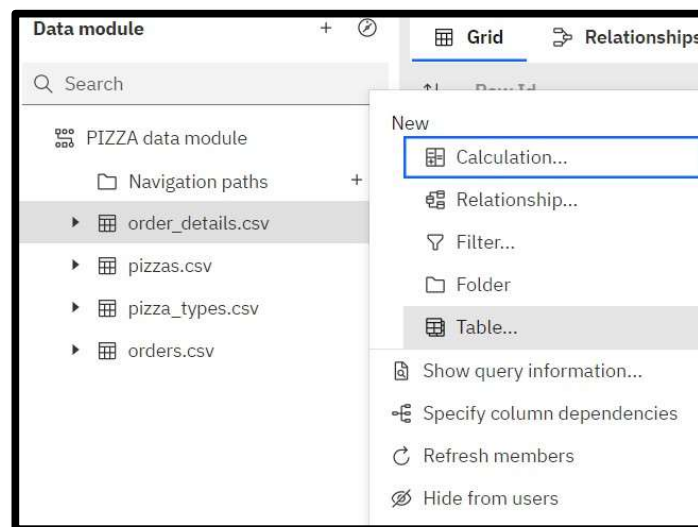 Data module
Grid
Relationships
Search
New
PIZZA data module
Calculation...
Navigation paths
Relationship...
order_details.csv
Filter...
pizzas.csv
Folder
pizza_types.csv
Table...
orders.csv
Show query information...
Specify column dependencies
Refresh members
Hide from users